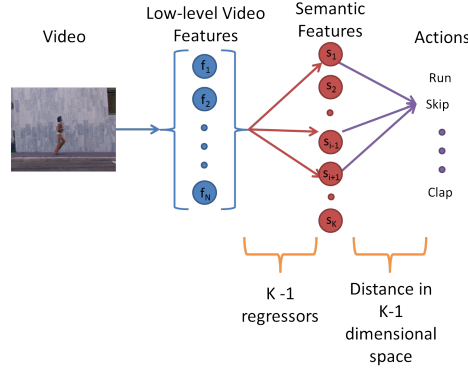 Video
Low-level Video
Features
Semantic
Features
Actions
f1
f2
fN
s1
s2
si-1
si+1
sK
Run
Skip
Clap
K -1
regressors
Distance in
K-1
dimensional
space